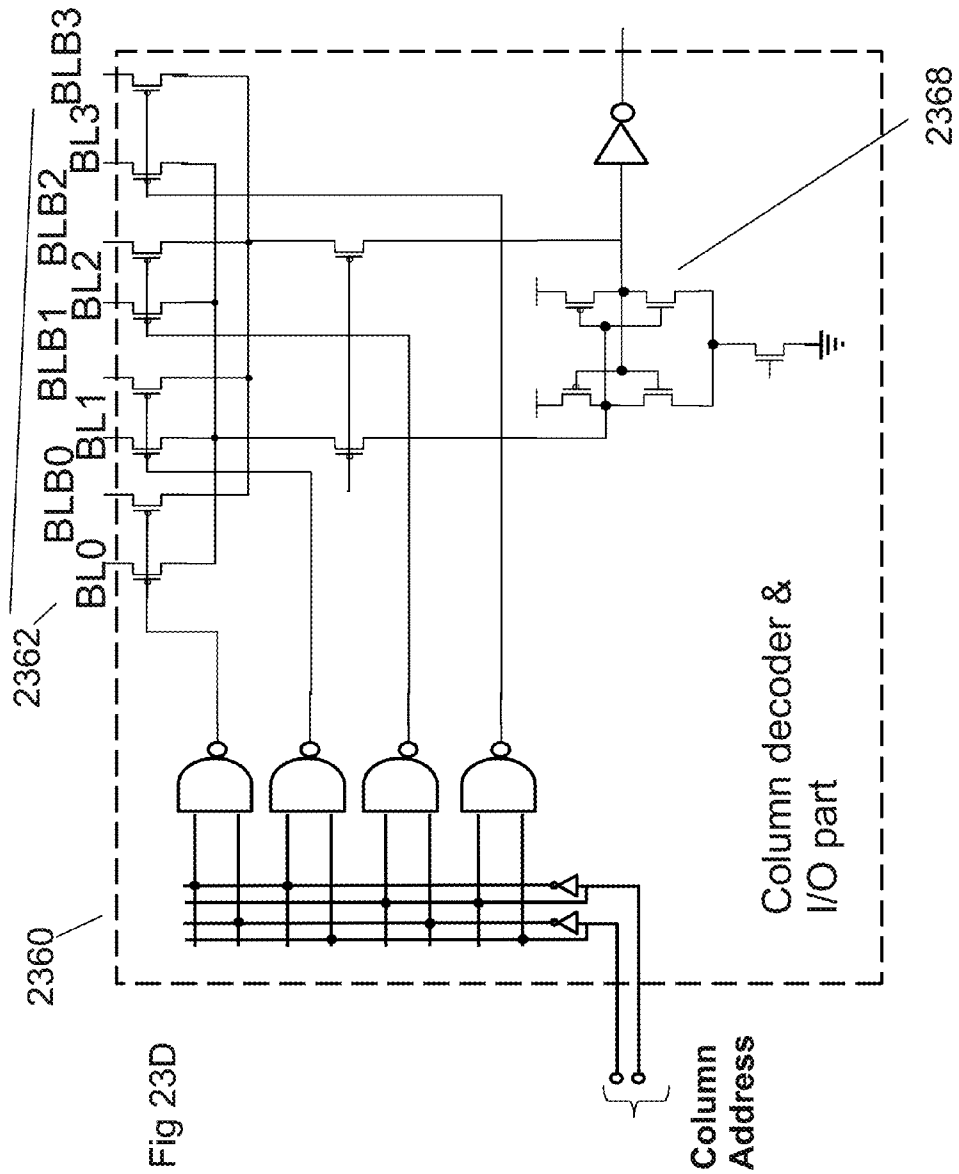 Fig 23D
2360
2362
BL0
BLB0
BL1
BLB1
BL2
BLB2
BL3
BLB3
2368
Column decoder &
I/O part
Column
Address